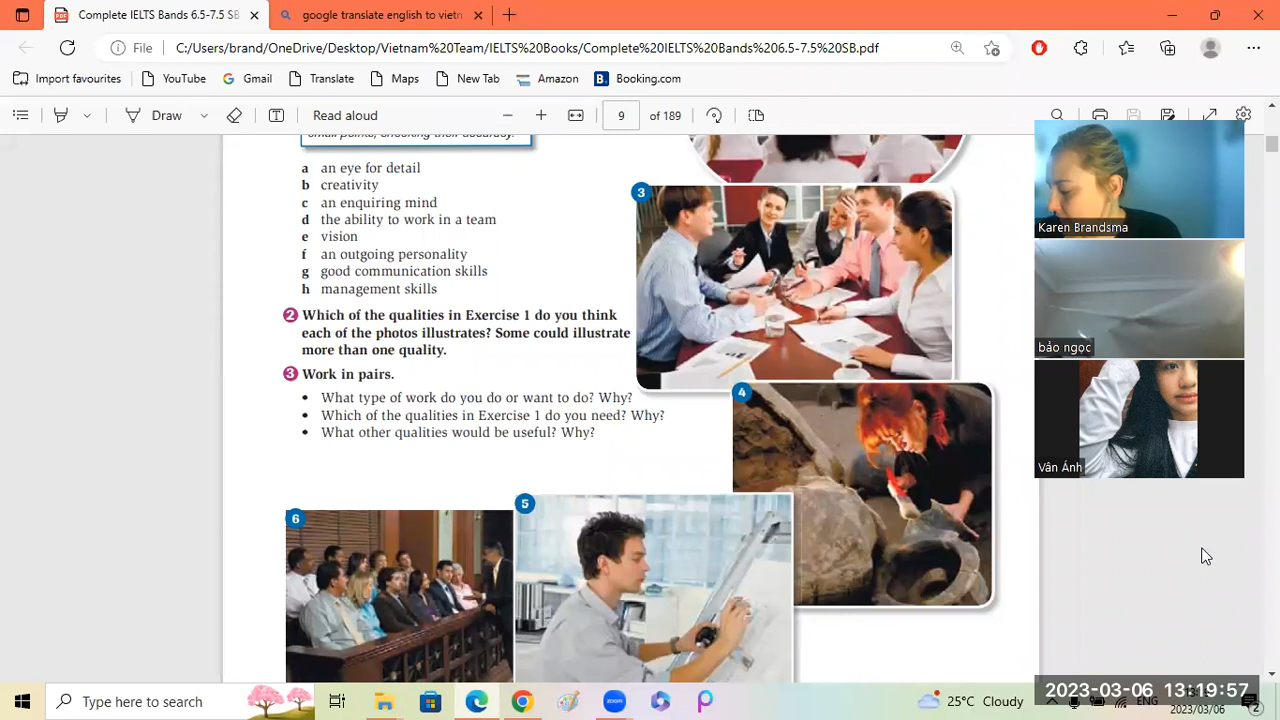 Complete IELTS Bands 6.5-7.5 SB
google translate english to vietn
File
C:/Users/brand/OneDrive/Desktop/Vietnam%20Team/IELTS%20Books/Complete%20IELTS%20Bands%206.5-7.5%20SB.pdf
Import favourites
YouTube
Gmail
Translate
Maps
New Tab
Amazon
Booking.com
Draw
Read aloud
9
of 189
small points, checking their accuracy.
a an eye for detail
b creativity
c an enquiring mind
d the ability to work in a team
e vision
f an outgoing personality
g good communication skills
h management skills
2 Which of the qualities in Exercise 1 do you think
each of the photos illustrates? Some could illustrate
more than one quality.
3 Work in pairs.
• What type of work do you do or want to do? Why?
• Which of the qualities in Exercise 1 do you need? Why?
• What other qualities would be useful? Why?
3
4
5
6
Karen Brandsma
bảo ngọc
Vân Ánh
Type here to search
zoom
25°C Cloudy
ENG
2023-03-06 13:19:57
2023/03/06
2